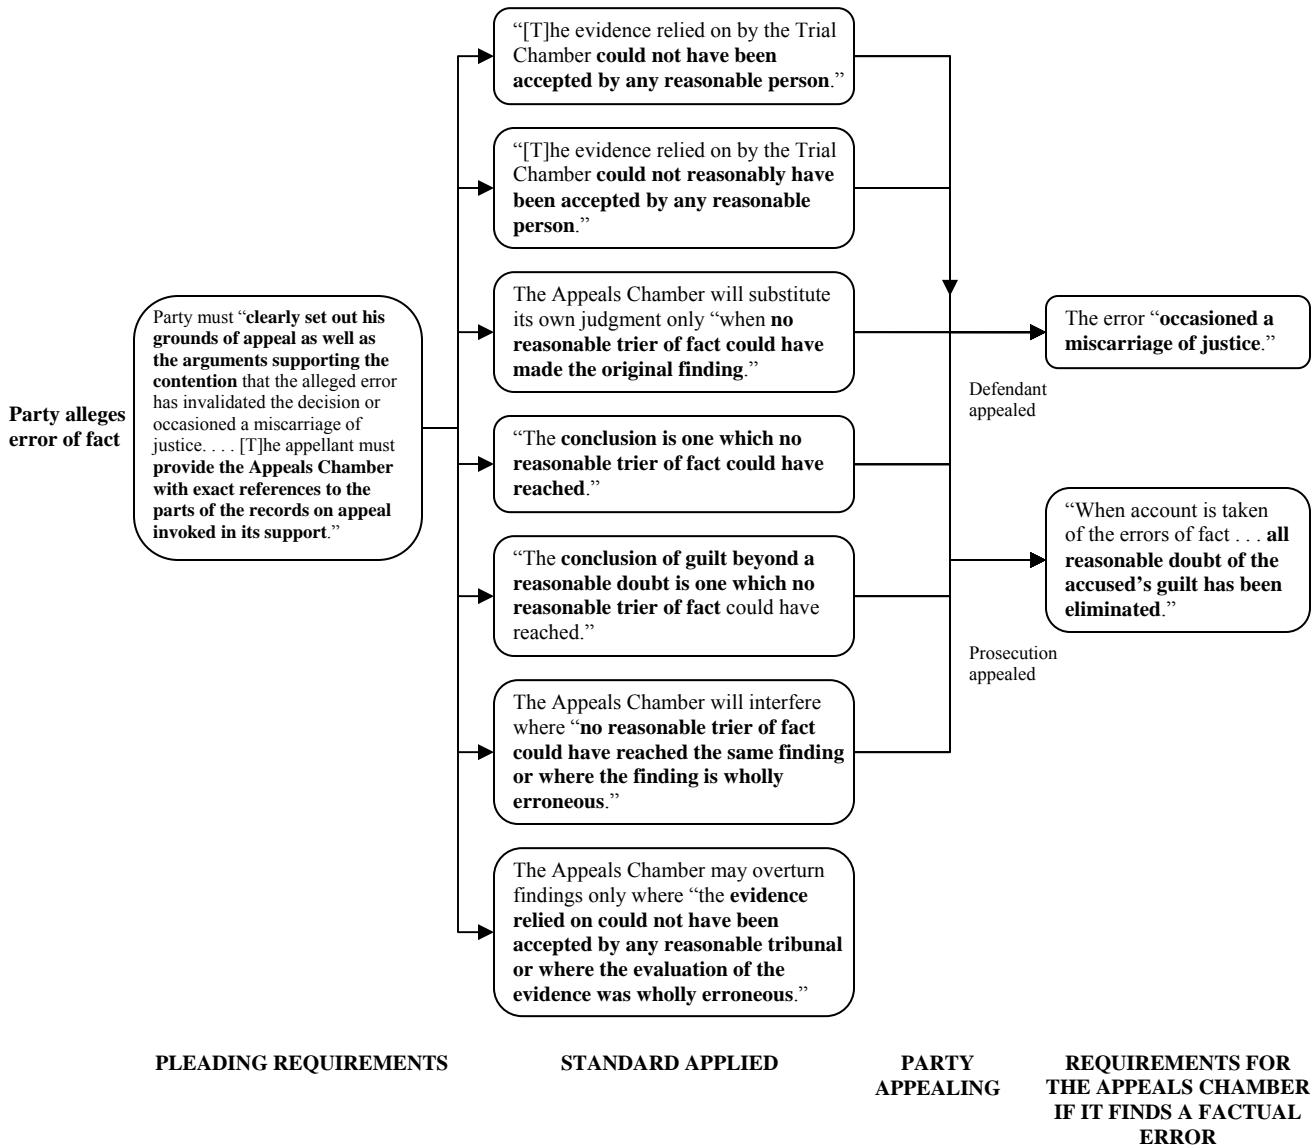 Party alleges
error of fact
Party must “clearly set out his
grounds of appeal as well as
the arguments supporting the
contention that the alleged error
has invalidated the decision or
occasioned a miscarriage of
justice. . . . [T]he appellant must
provide the Appeals Chamber
with exact references to the
parts of the records on appeal
invoked in its support.”
“[T]he evidence relied on by the Trial
Chamber could not have been
accepted by any reasonable person.”
“[T]he evidence relied on by the Trial
Chamber could not reasonably have
been accepted by any reasonable
person.”
The Appeals Chamber will substitute
its own judgment only “when no
reasonable trier of fact could have
made the original finding.”
“The conclusion is one which no
reasonable trier of fact could have
reached.”
“The conclusion of guilt beyond a
reasonable doubt is one which no
reasonable trier of fact could have
reached.”
The Appeals Chamber will interfere
where “no reasonable trier of fact
could have reached the same finding
or where the finding is wholly
erroneous.”
The Appeals Chamber may overturn
findings only where “the evidence
relied on could not have been
accepted by any reasonable tribunal
or where the evaluation of the
evidence was wholly erroneous.”
Defendant
appealed
Prosecution
appealed
The error “occasioned a
miscarriage of justice.”
“When account is taken
of the errors of fact . . . all
reasonable doubt of the
accused’s guilt has been
eliminated.”
PLEADING REQUIREMENTS
STANDARD APPLIED
PARTY
APPEALING
REQUIREMENTS FOR
THE APPEALS CHAMBER
IF IT FINDS A FACTUAL
ERROR